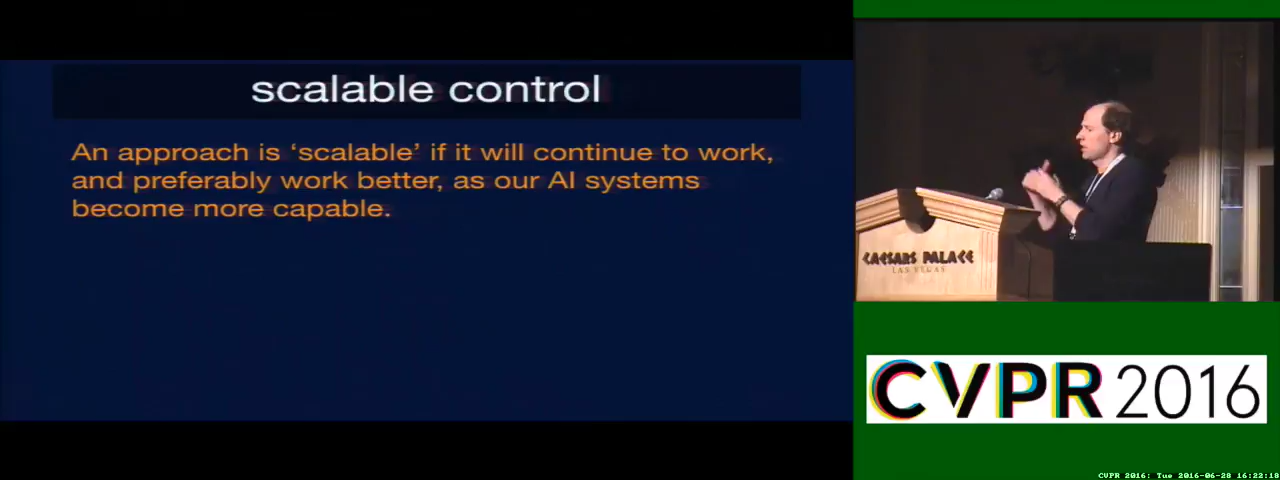 scalable control
An approach is ‘scalable’ if it will continue to work,
and preferably work better, as our AI systems
become more capable.
CAESARS PALACE
LAS VEGAS
CVPR 2016
CVPR 2016: Tue 2016-06-28 16:22:18